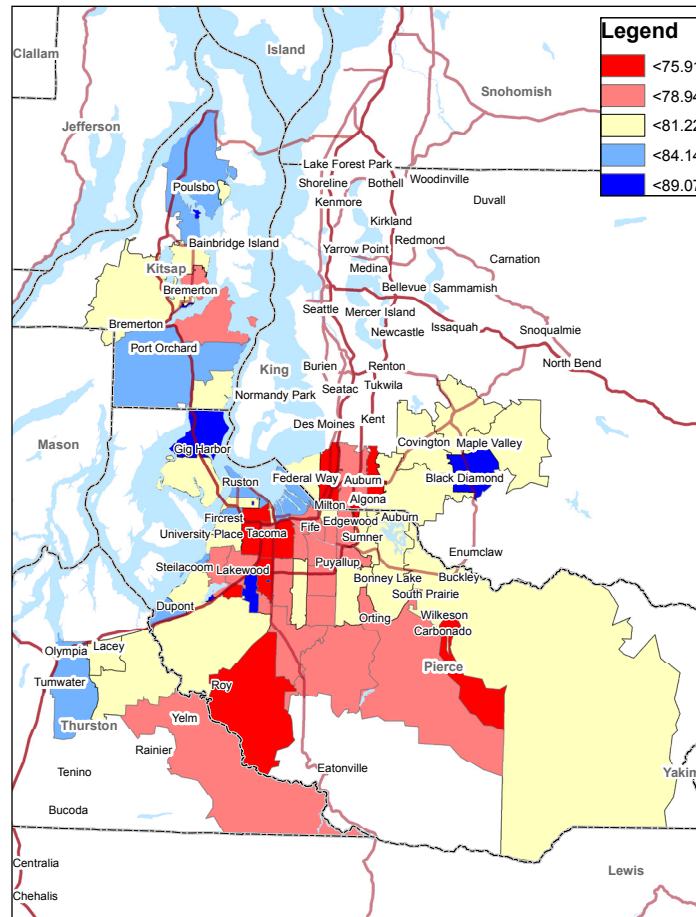 Legend
<75.91
<78.94
<81.22
<84.14
<89.07
Clallam
Island
Snohomish
Jefferson
Lake Forest Park
Shoreline
Bothell
Woodinville
Kenmore
Duvall
Poulsbo
Kirkland
Bainbridge Island
Yarrow Point
Redmond
Medina
Carnation
Kitsap
Bremerton
Bellevue
Sammamish
Seattle
Mercer Island
Bremerton
Newcastle
Issaquah
Snoqualmie
Port Orchard
King
Burien
Renton
North Bend
Normandy Park
Seatac
Tukwila
Des Moines
Kent
Mason
Gig Harbor
Covington
Maple Valley
Ruston
Federal Way
Auburn
Black Diamond
Milton
Algona
Fircrest
Fife
Edgewood
Auburn
University Place
Tacoma
Sumner
Enumclaw
Steilacoom
Lakewood
Puyallup
Bonney Lake
Buckley
South Prairie
Dupont
Orting
Wilkeson
Carbonado
Olympia
Lacey
Pierce
Tumwater
Roy
Thurston
Yelm
Rainier
Tenino
Eatonville
Yakim
Bucoda
Centralia
Lewis
Chehalis